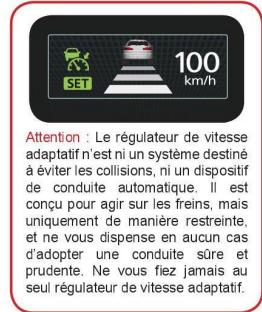 100
km/h
SET
Attention : Le régulateur de vitesse
adaptatif n'est ni un système destiné
à éviter les collisions, ni un dispositif
de conduite automatique. Il est
conçu pour agir sur les freins, mais
uniquement de manière restreinte,
et ne vous dispense en aucun cas
d'adopter une conduite sûre et
prudente. Ne vous fiez jamais au
seul régulateur de vitesse adaptatif.